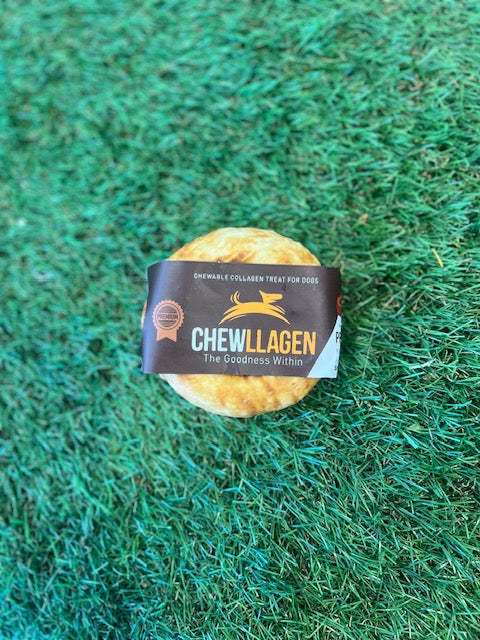 CHEWABLE COLLAGEN TREAT FOR DOGS
PREMIUM
CHEWLLAGEN
The Goodness Within